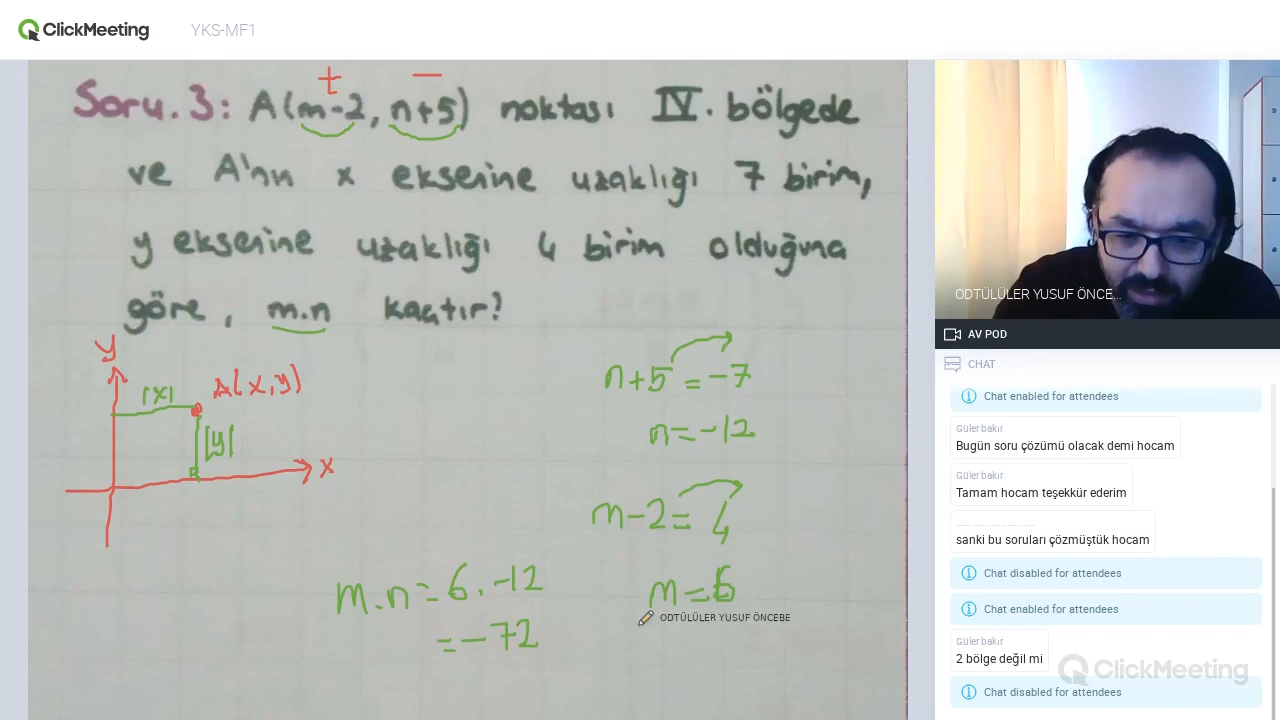 ClickMeeting
YKS-MF1
+ −
Soru.3: A(m-2, n+5) noktası IV. bölgede
ve A'nın x eksenine uzaklığı 7 birim,
y eksenine uzaklığı 4 birim olduğuna
göre, m.n kaçtır?
y
|x|
A(x,y)
|y|
x
n+5=-7
n=-12
m-2=4
m=6
m.n=6.-12
=-72
ODTÜLÜLER YUSUF ÖNCEBE
ODTÜLÜLER YUSUF ÖNCE...
AV POD
CHAT
Chat enabled for attendees
Güler bakır
Bugün soru çözümü olacak demi hocam
Güler bakır
Tamam hocam teşekkür ederim
..... ......... ...........
sanki bu soruları çözmüştük hocam
Chat disabled for attendees
Chat enabled for attendees
Güler bakır
2 bölge değil mi
ClickMeeting
Chat disabled for attendees